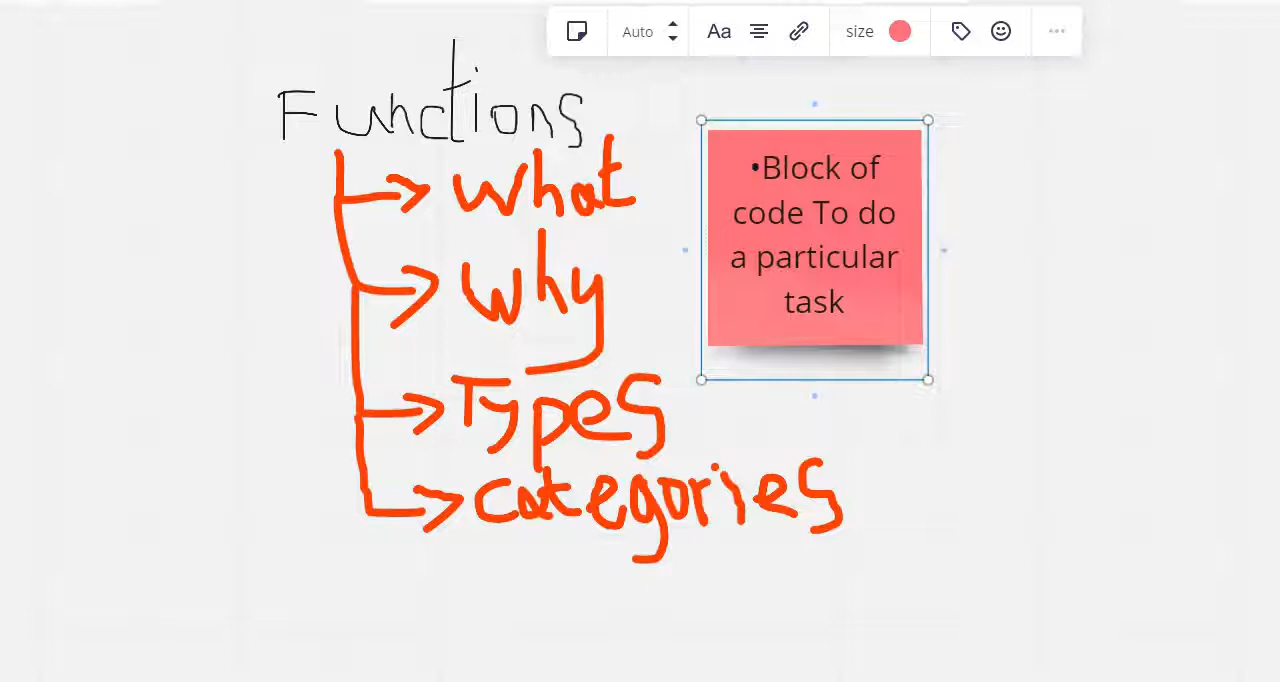 Auto Aa size
Functions
what
why
Types
categories
•Block of
code To do
a particular
task